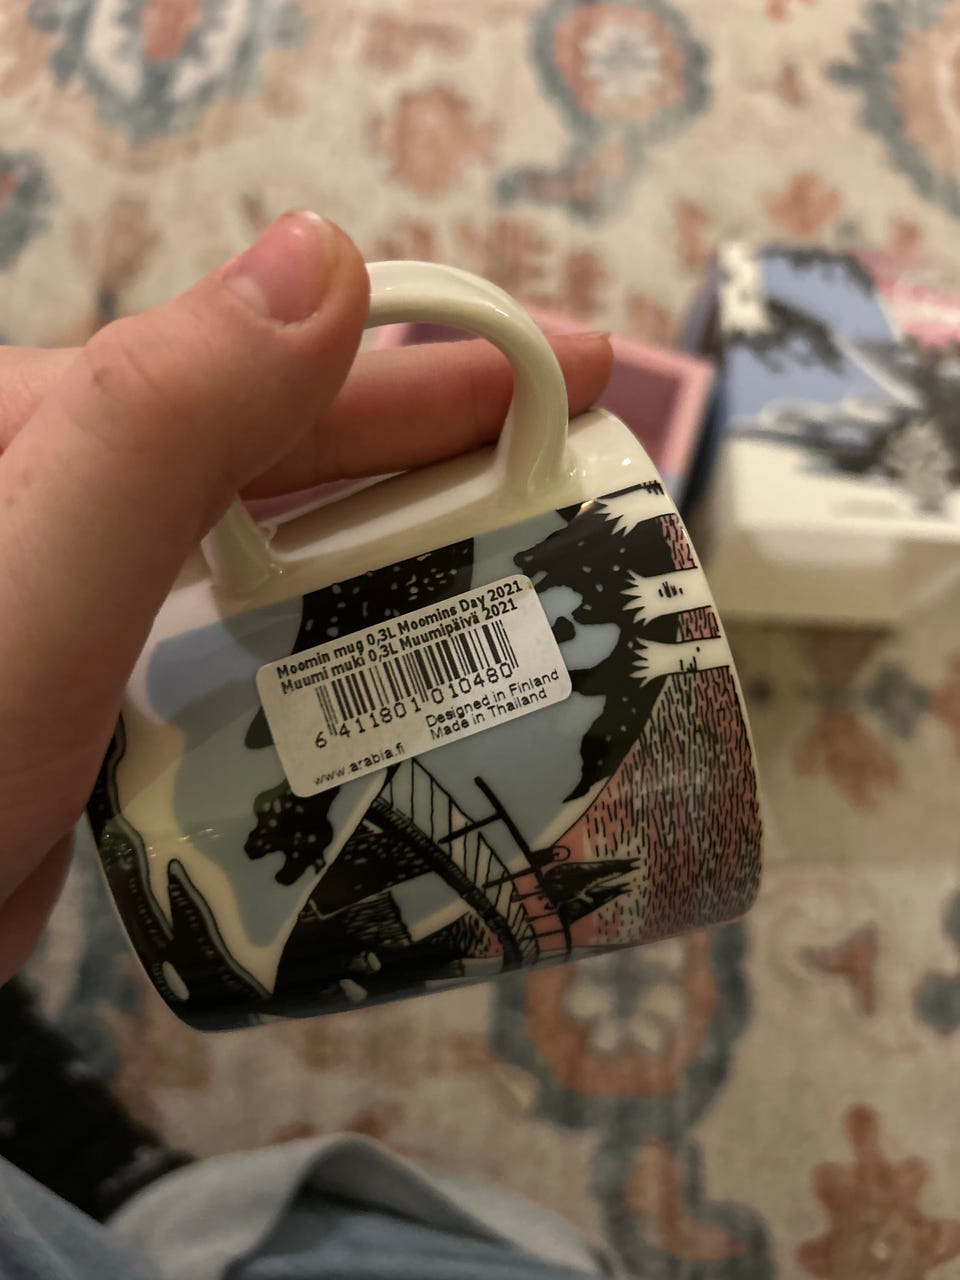 Moomin mug 0,3L Moomins Day 2021
Muumi muki 0,3L Muumipäivä 2021
6 411801 010480
Designed in Finland
www.arabia.fi Made in Thailand